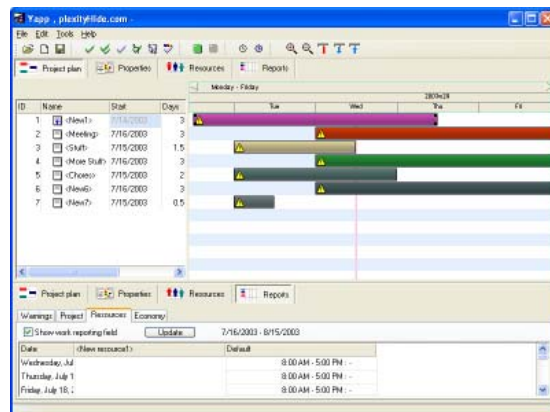 Yapp , plexityHide.com -
File Edit Tools Help
Project plan Properties Resources Reports
Monday - Friday
2003w29
ID Name Start Days Tue Wed Thu Fri
1 <New1> 7/14/2003 3
2 <Meeting> 7/16/2003 3
3 <Stuff> 7/15/2003 1.5
4 <More Stuff> 7/16/2003 3
5 <Chores> 7/15/2003 2
6 <New6> 7/16/2003 3
7 <New7> 7/15/2003 0.5
Project plan Properties Resources Reports
Warnings Project Resources Economy
Show work reporting field Update 7/16/2003 - 8/15/2003
Date <New resource1> Default
Wednesday, Jul 8:00 AM - 5:00 PM : -
Thursday, July 1 8:00 AM - 5:00 PM : -
Friday, July 18, 8:00 AM - 5:00 PM : -